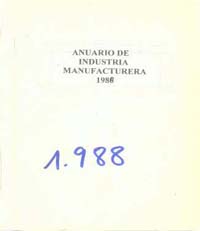 ANUARIO DE
INDUSTRIA
MANUFACTURERA
1988
1.988